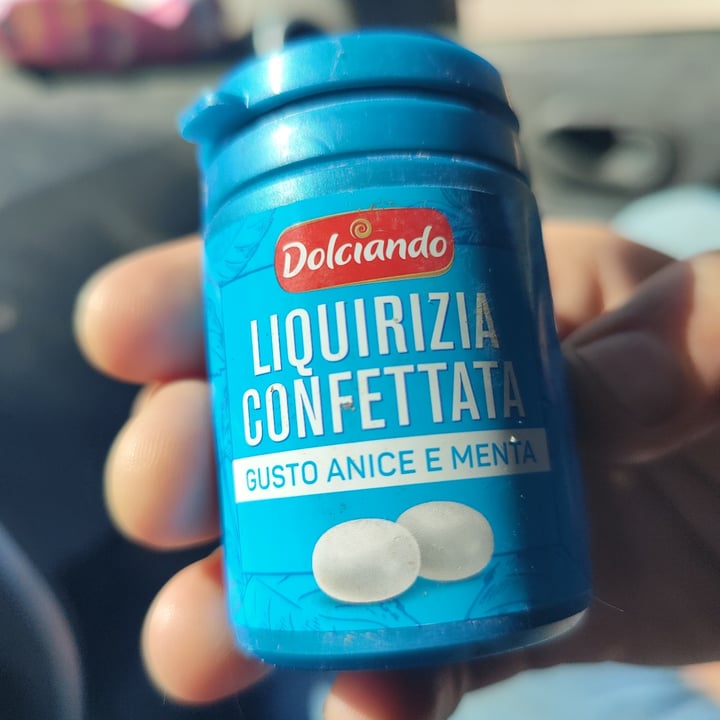 Dolciando
LIQUIRIZIA
CONFETTATA
GUSTO ANICE E MENTA